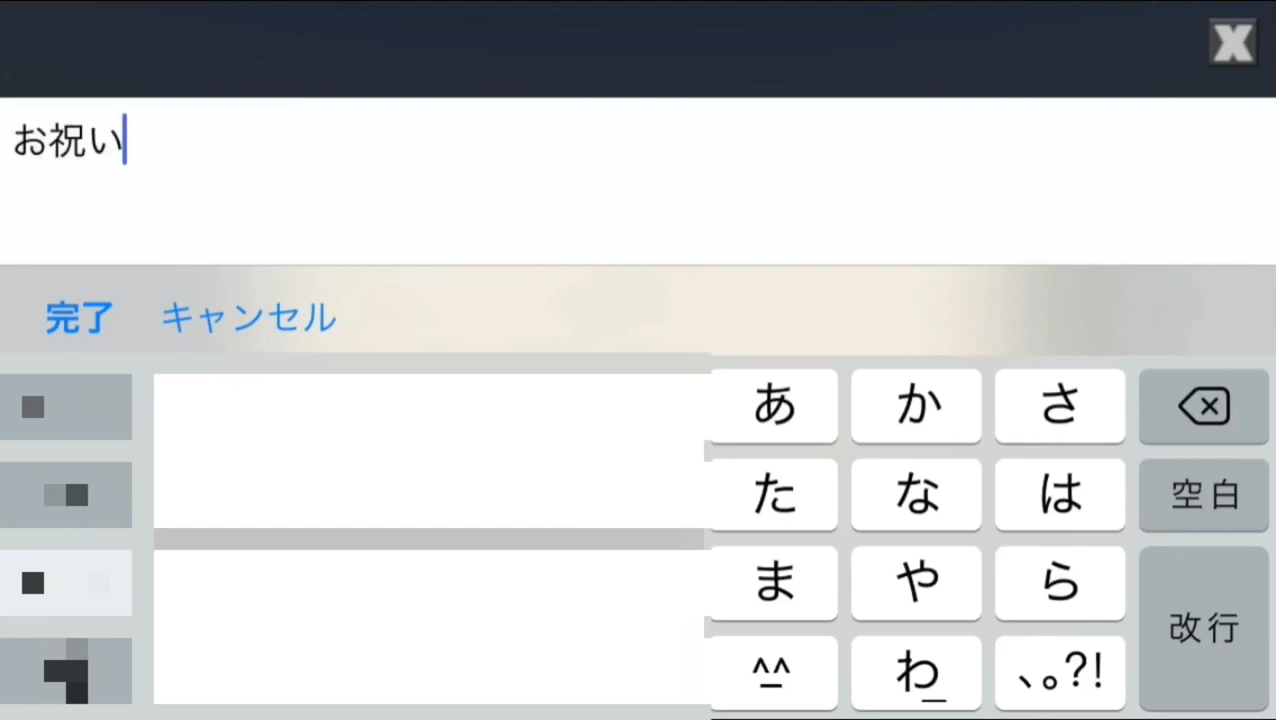 X
お祝い
完了 キャンセル
あ か さ
た な は 空白
ま や ら 改行
^_^ わ_ 、。?!